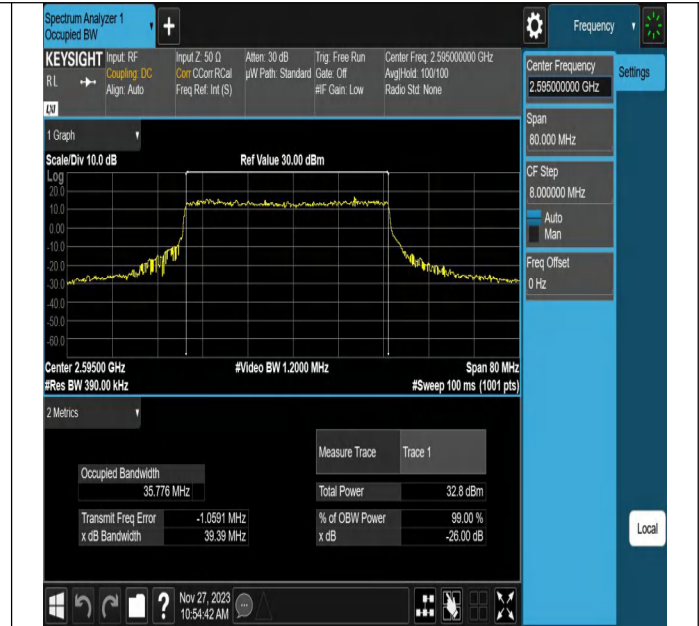 Spectrum Analyzer 1
Occupied BW
+
Frequency
KEYSIGHT
RL
LXI
Input: RF
Coupling: DC
Align: Auto
Input Z: 50 Ω
Corr CCorr RCal
Freq Ref: Int (S)
Atten: 30 dB
µW Path: Standard
Trig: Free Run
Gate: Off
#IF Gain: Low
Center Freq: 2.595000000 GHz
Avg|Hold: 100/100
Radio Std: None
Center Frequency
2.595000000 GHz
Settings
Span
80.000 MHz
CF Step
8.000000 MHz
Auto
Man
Freq Offset
0 Hz
1 Graph
Scale/Div 10.0 dB
Ref Value 30.00 dBm
Log
20.0
10.0
0.00
-10.0
-20.0
-30.0
-40.0
-50.0
-60.0
Center 2.59500 GHz
#Video BW 1.2000 MHz
Span 80 MHz
#Res BW 390.00 kHz
#Sweep 100 ms (1001 pts)
2 Metrics
Measure Trace
Trace 1
Occupied Bandwidth
35.776 MHz
Total Power
32.8 dBm
Transmit Freq Error
-1.0591 MHz
% of OBW Power
99.00 %
x dB Bandwidth
39.39 MHz
x dB
-26.00 dB
Local
?
Nov 27, 2023
10:54:42 AM